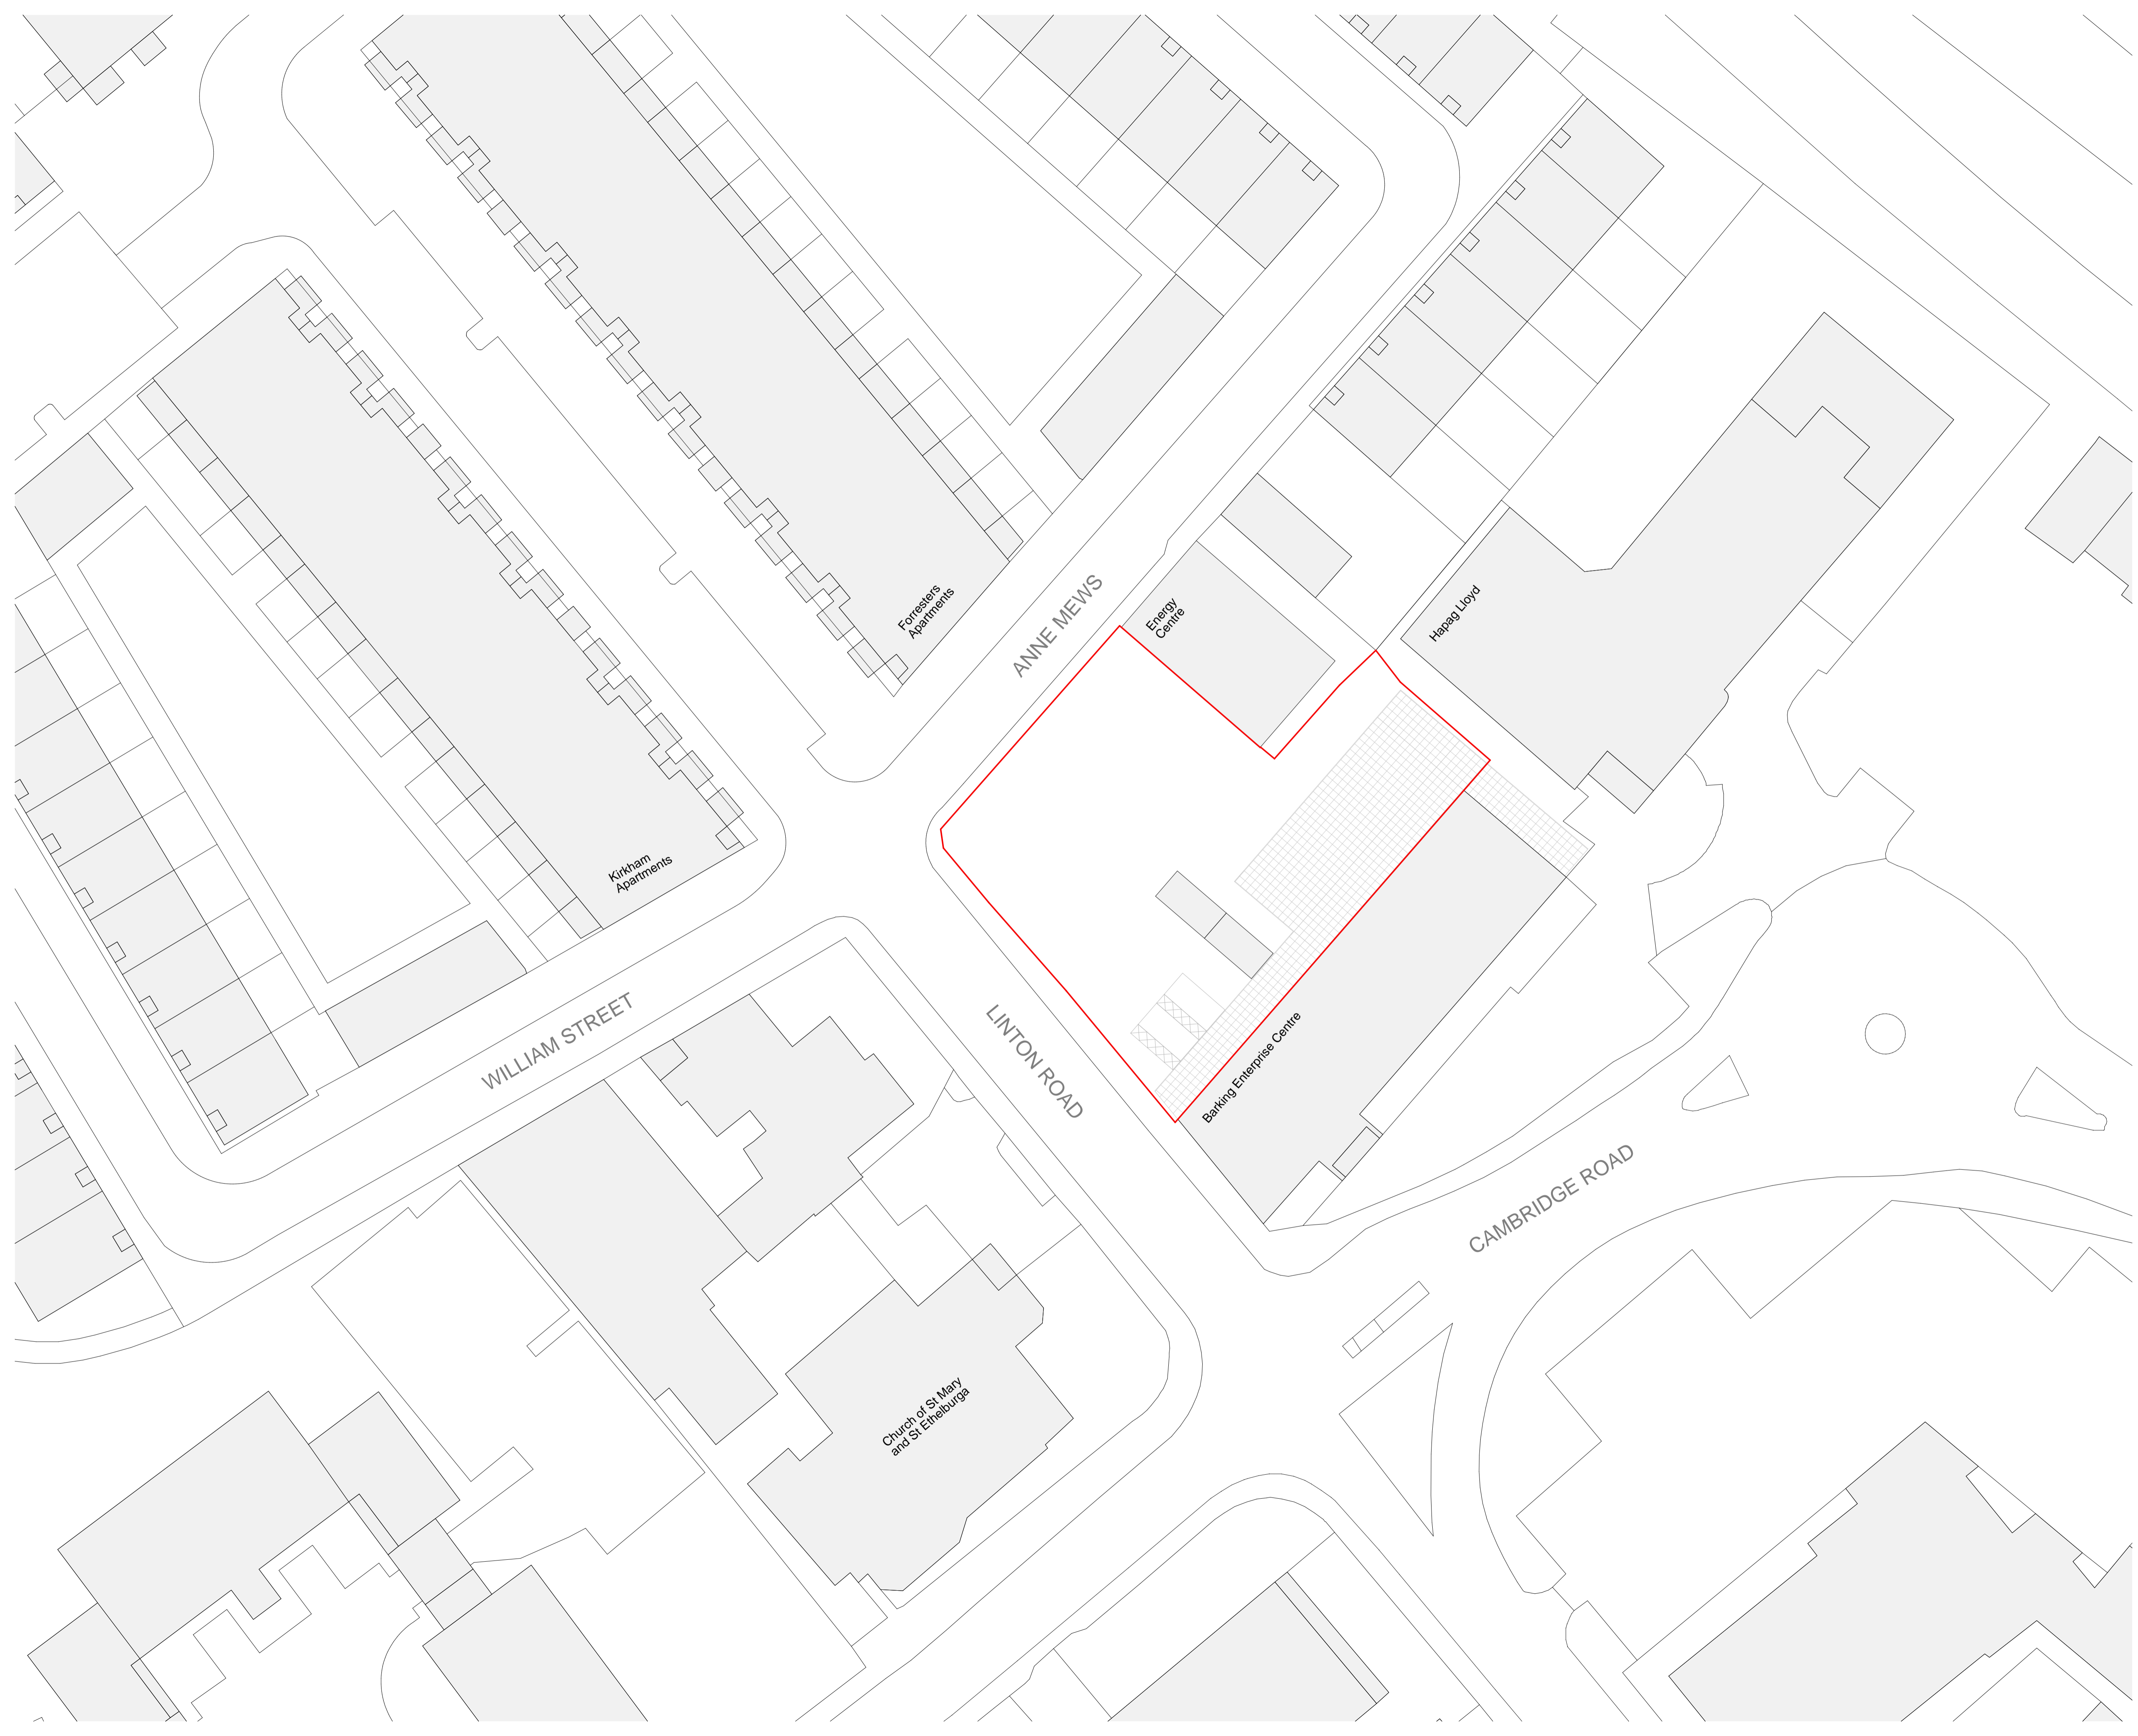 Forresters
Apartments
ANNE MEWS
Energy
Centre
Hapag Lloyd
Kirkham
Apartments
WILLIAM STREET
LINTON ROAD
Barking Enterprise Centre
CAMBRIDGE ROAD
Church of St Mary
and St Ethelburga